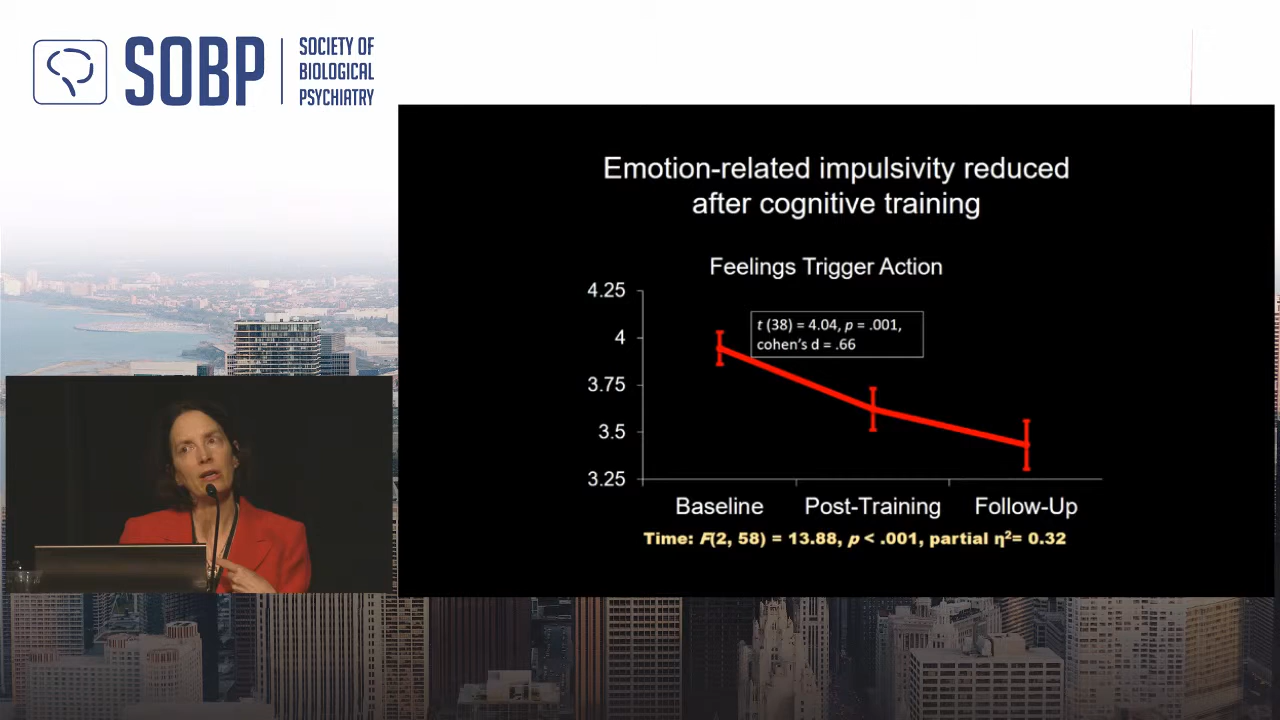 SOBP
SOCIETY OF
BIOLOGICAL
PSYCHIATRY
Emotion-related impulsivity reduced
after cognitive training
Feelings Trigger Action
4.25
4
3.75
3.5
3.25
t (38) = 4.04, p = .001,
cohen's d = .66
Baseline
Post-Training
Follow-Up
Time: F(2, 58) = 13.88, p < .001, partial η²= 0.32